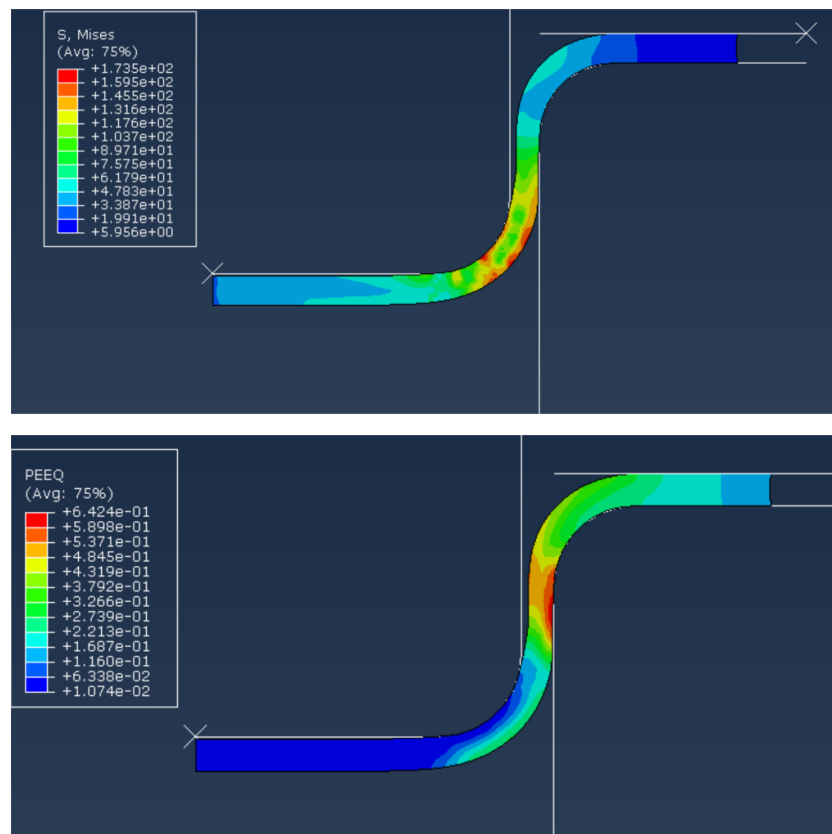 S, Mises
(Avg: 75%)
+1.735e+02
+1.595e+02
+1.455e+02
+1.316e+02
+1.176e+02
+1.037e+02
+8.971e+01
+7.575e+01
+6.179e+01
+4.783e+01
+3.387e+01
+1.991e+01
+5.956e+00
PEEQ
(Avg: 75%)
+6.424e-01
+5.898e-01
+5.371e-01
+4.845e-01
+4.319e-01
+3.792e-01
+3.266e-01
+2.739e-01
+2.213e-01
+1.687e-01
+1.160e-01
+6.338e-02
+1.074e-02